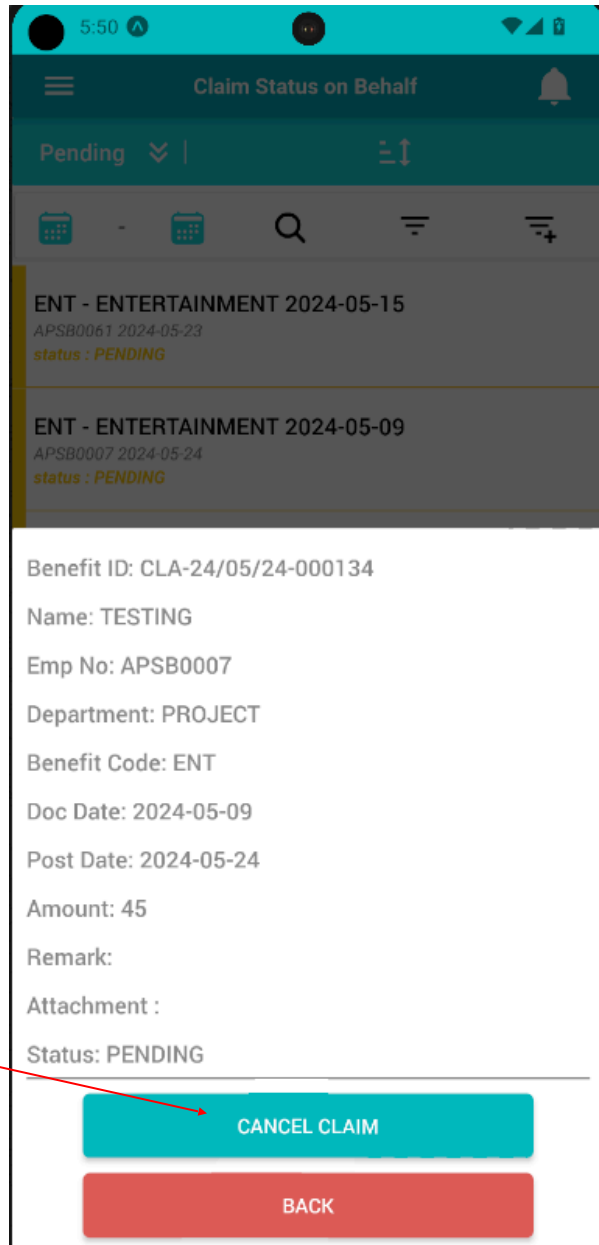 5:50
Claim Status on Behalf
Pending
-
ENT - ENTERTAINMENT 2024-05-15
APSB0061 2024-05-23
status : PENDING
ENT - ENTERTAINMENT 2024-05-09
APSB0007 2024-05-24
status : PENDING
Benefit ID: CLA-24/05/24-000134
Name: TESTING
Emp No: APSB0007
Department: PROJECT
Benefit Code: ENT
Doc Date: 2024-05-09
Post Date: 2024-05-24
Amount: 45
Remark:
Attachment :
Status: PENDING
CANCEL CLAIM
BACK